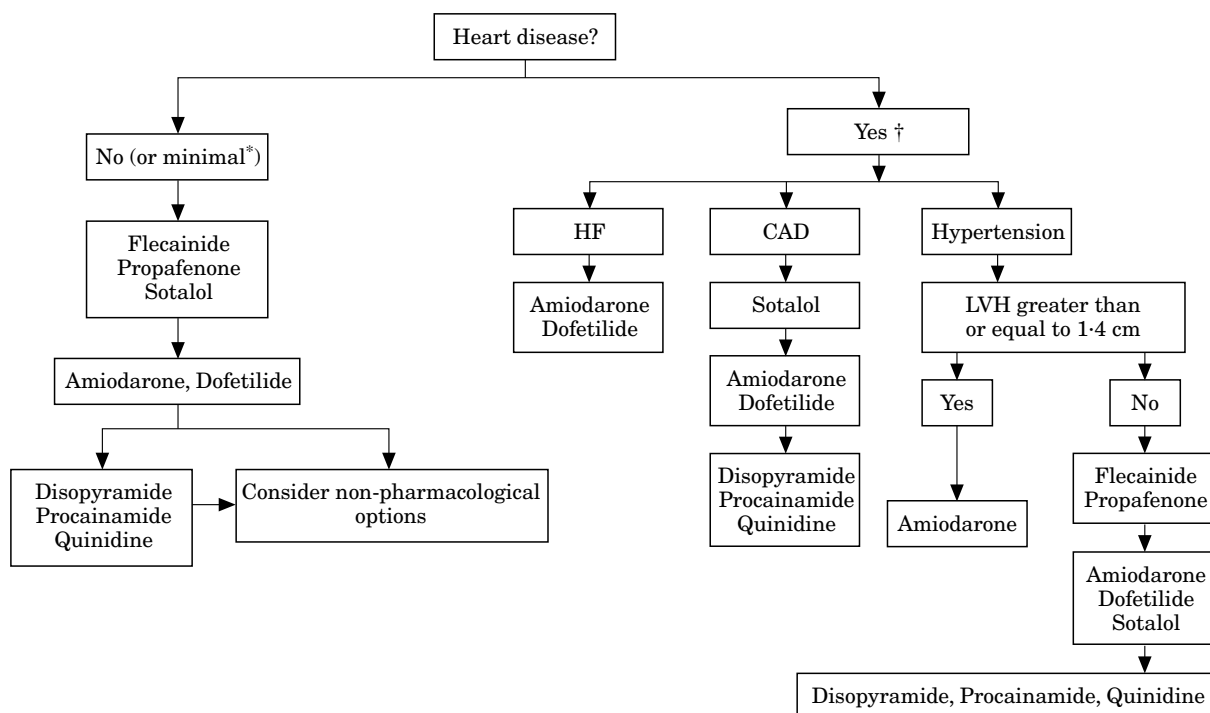 Heart disease?
No (or minimal*)
Yes †
Flecainide
Propafenone
Sotalol
HF
CAD
Hypertension
Amiodarone
Dofetilide
Sotalol
LVH greater than
or equal to 1·4 cm
Amiodarone, Dofetilide
Amiodarone
Dofetilide
Yes
No
Disopyramide
Procainamide
Quinidine
Consider non-pharmacological
options
Disopyramide
Procainamide
Quinidine
Amiodarone
Flecainide
Propafenone
Amiodarone
Dofetilide
Sotalol
Disopyramide, Procainamide, Quinidine